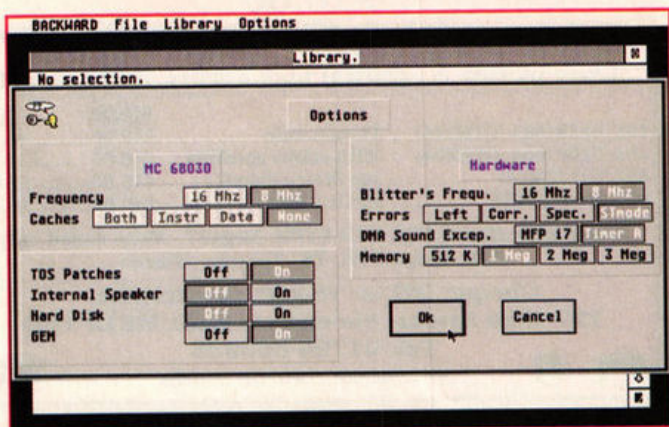 BACKWARD File Library Options
Library.
No selection.
Options
MC 68030
Frequency 16 Mhz 8 Mhz
Caches Both Instr Data None
TOS Patches Off On
Internal Speaker Off On
Hard Disk Off On
GEM Off On
Hardware
Blitter's Frequ. 16 Mhz 8 Mhz
Errors Left Corr. Spec. STmode
DMA Sound Excep. MFP i7 Timer A
Memory 512 K 1 Meg 2 Meg 3 Meg
Ok Cancel